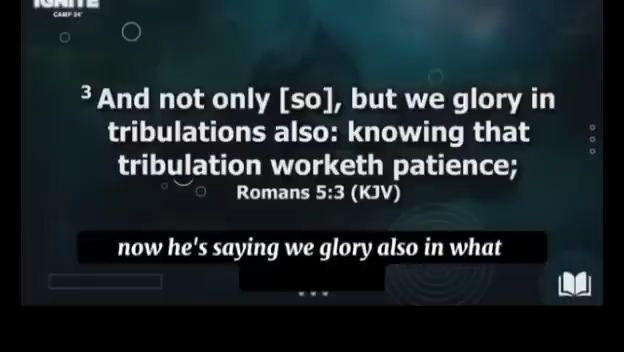 IGNITE
CAMP 24'
3 And not only [so], but we glory in
tribulations also: knowing that
tribulation worketh patience;
Romans 5:3 (KJV)
now he's saying we glory also in what